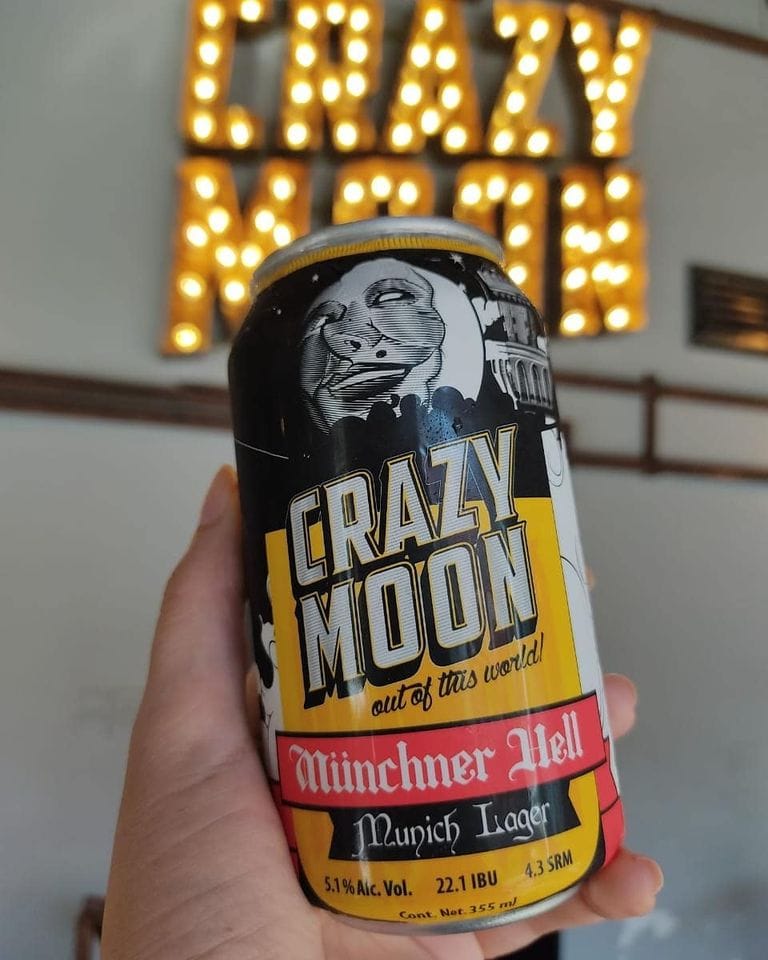 CRAZY
MOON
CRAZY
MOON
out of this world!
Münchner Hell
Munich Lager
5.1% Alc. Vol. 22.1 IBU 4.3 SRM
Cont. Net. 355 ml